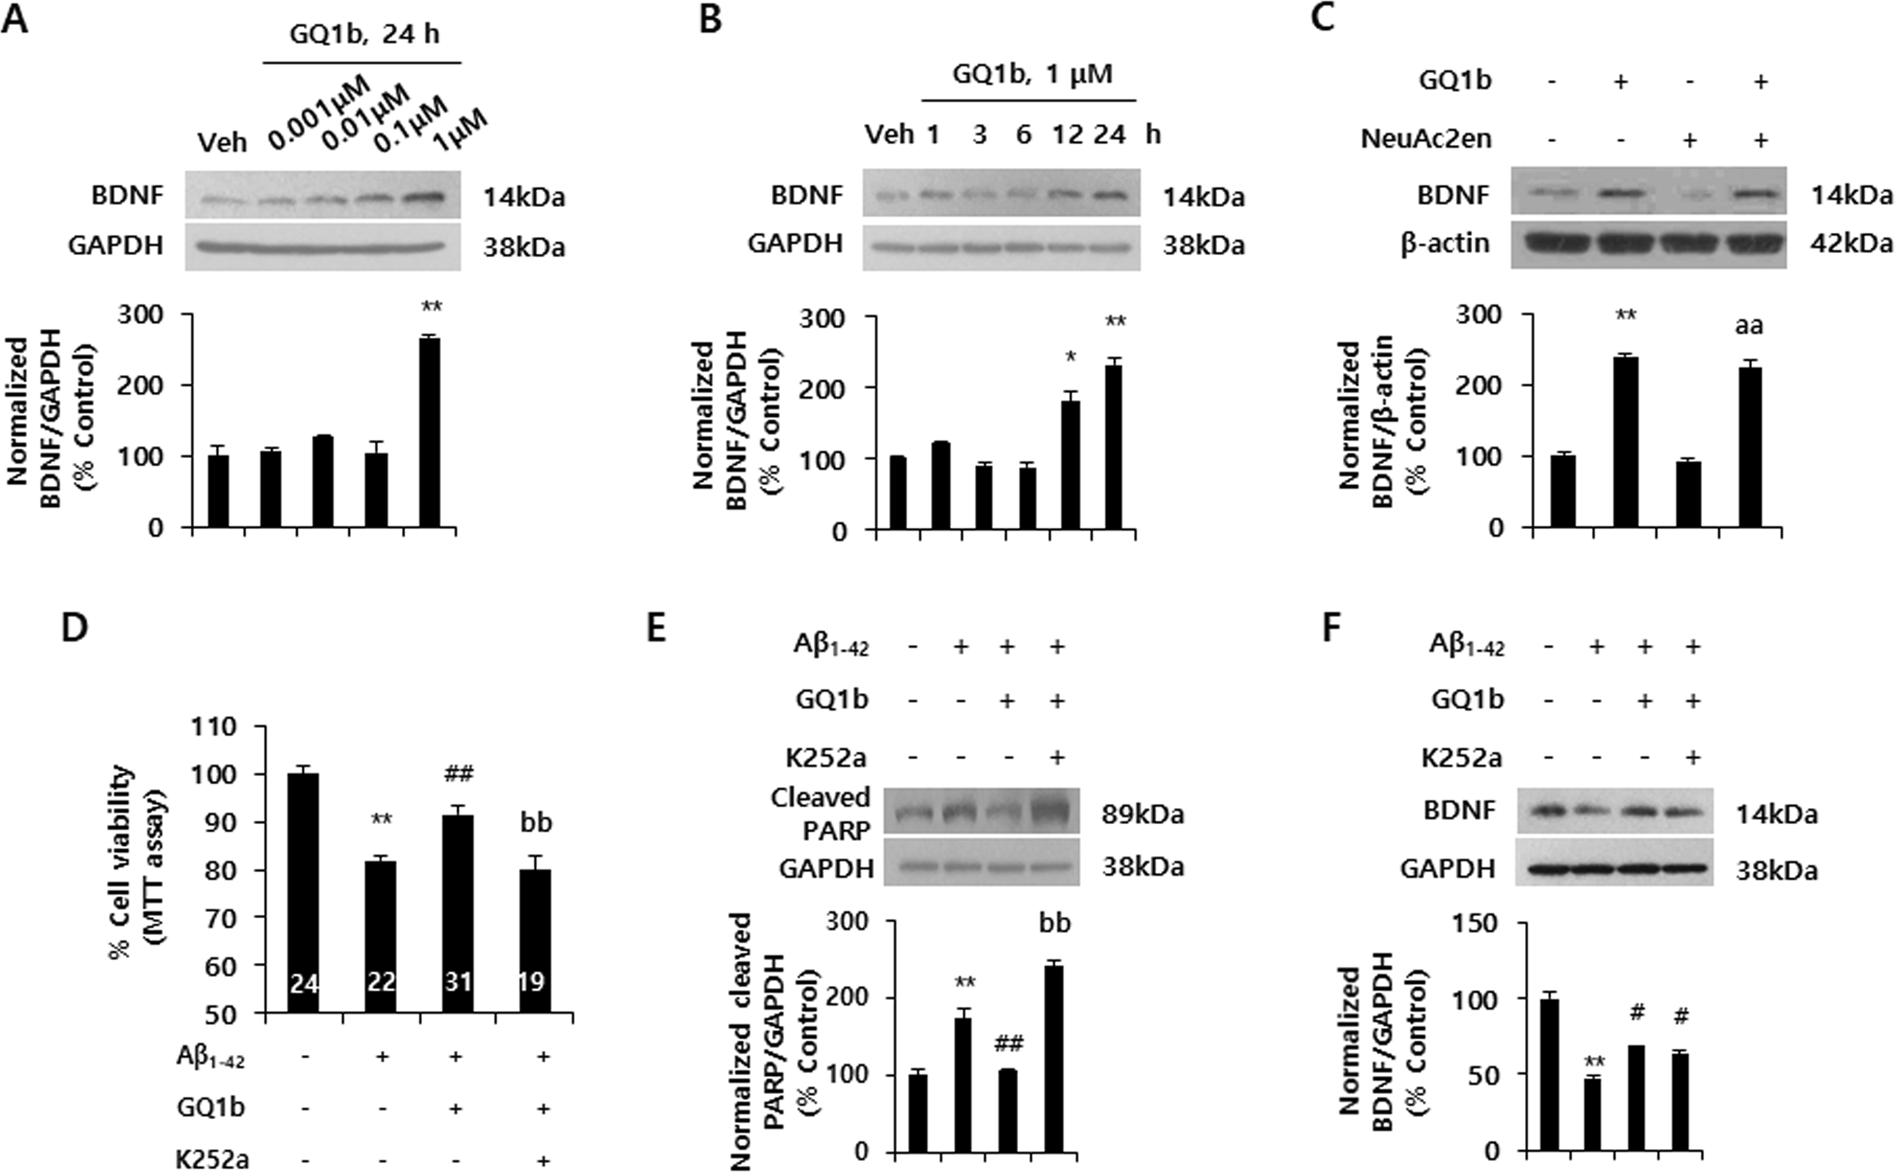 A
GQ1b, 24 h
Veh 0.001μM 0.01μM 0.1μM 1μM
BDNF 14kDa
GAPDH 38kDa
Normalized
BDNF/GAPDH
(% Control)
300
200
100
0
**
B
GQ1b, 1 μM
Veh 1 3 6 12 24 h
BDNF 14kDa
GAPDH 38kDa
Normalized
BDNF/GAPDH
(% Control)
300
200
100
0
*
**
C
GQ1b - + - +
NeuAc2en - - + +
BDNF 14kDa
β-actin 42kDa
Normalized
BDNF/β-actin
(% Control)
300
200
100
0
**
aa
D
% Cell viability
(MTT assay)
110
100
90
80
70
60
50
**
##
bb
24 22 31 19
Aβ1-42 - + + +
GQ1b - - + +
K252a - - - +
E
Aβ1-42 - + + +
GQ1b - - + +
K252a - - - +
Cleaved
PARP 89kDa
GAPDH 38kDa
Normalized cleaved
PARP/GAPDH
(% Control)
300
200
100
0
**
##
bb
F
Aβ1-42 - + + +
GQ1b - - + +
K252a - - - +
BDNF 14kDa
GAPDH 38kDa
Normalized
BDNF/GAPDH
(% Control)
150
100
50
0
**
#
#